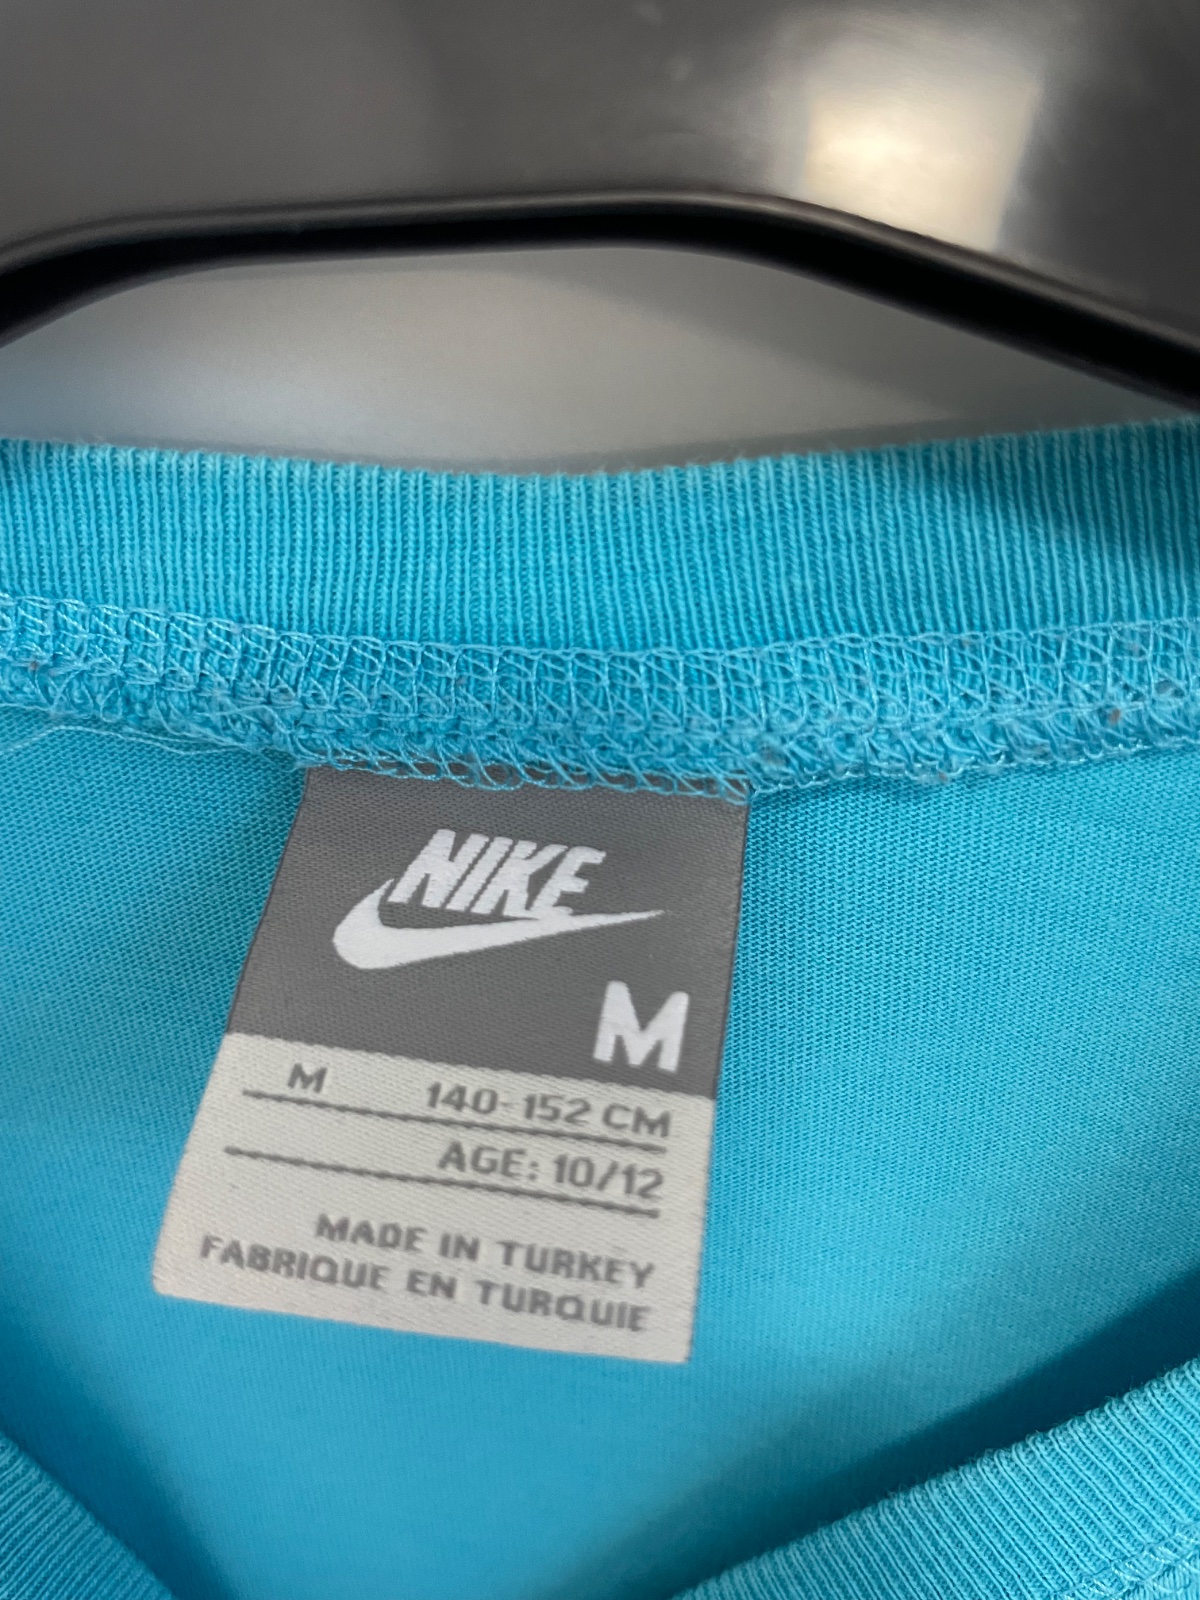 NIKE
M
M 140-152 CM
AGE: 10/12
MADE IN TURKEY
FABRIQUE EN TURQUIE